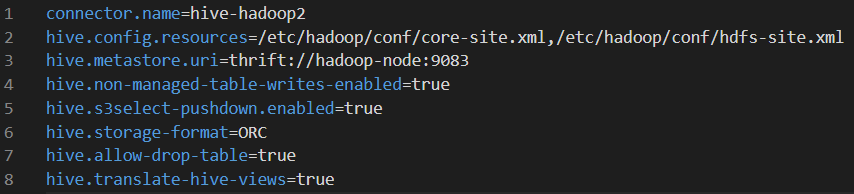 1 connector.name=hive-hadoop2
2 hive.config.resources=/etc/hadoop/conf/core-site.xml,/etc/hadoop/conf/hdfs-site.xml
3 hive.metastore.uri=thrift://hadoop-node:9083
4 hive.non-managed-table-writes-enabled=true
5 hive.s3select-pushdown.enabled=true
6 hive.storage-format=ORC
7 hive.allow-drop-table=true
8 hive.translate-hive-views=true